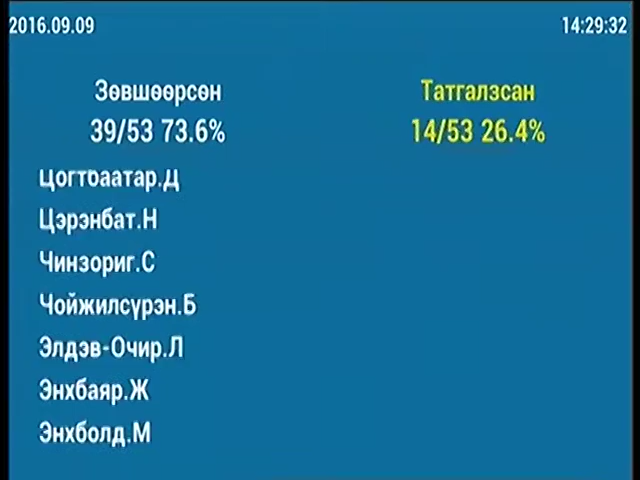 2016.09.09 14:29:32
Зөвшөөрсөн Татгалзсан
39/53 73.6% 14/53 26.4%
Цогтбаатар.Д
Цэрэнбат.Н
Чинзориг.С
Чойжилсүрэн.Б
Элдэв-Очир.Л
Энхбаяр.Ж
Энхболд.М